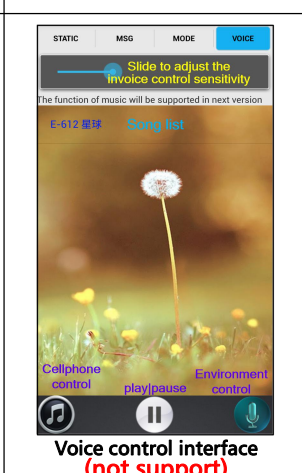 STATIC MSG MODE VOICE
Slide to adjust the
invoice control sensitivity
The function of music will be supported in next version
E-612 星球 Song list
Cellphone
control
play|pause
Environment
control
Voice control interface
(not support)